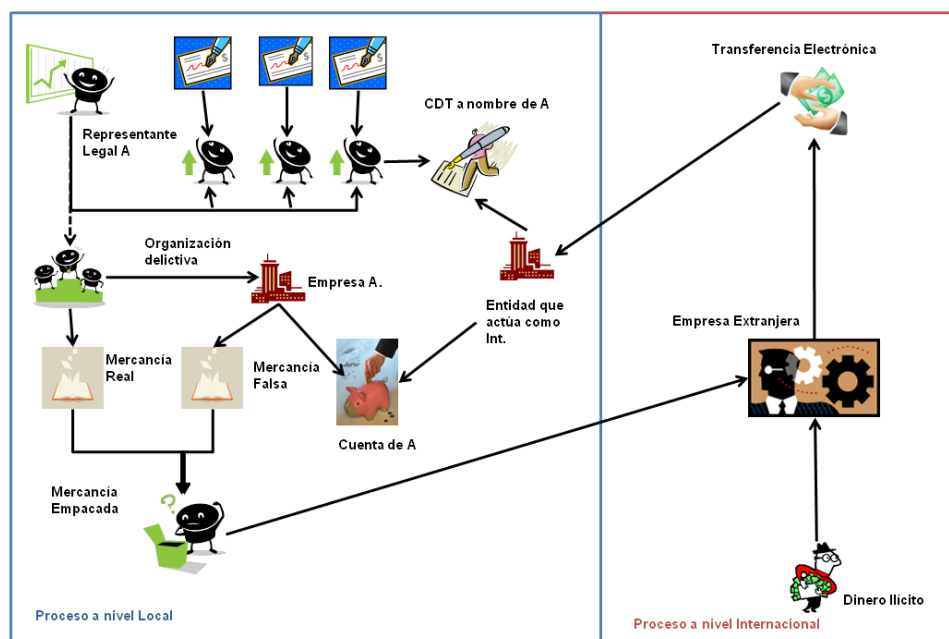 Transferencia Electrónica
CDT a nombre de A
Representante
Legal A
Organización
delictiva
Empresa A.
Entidad que
actúa como
Int.
Empresa Extranjera
Mercancía
Real
Mercancía
Falsa
Cuenta de A
Mercancía
Empacada
Dinero Ilícito
Proceso a nivel Local
Proceso a nivel Internacional